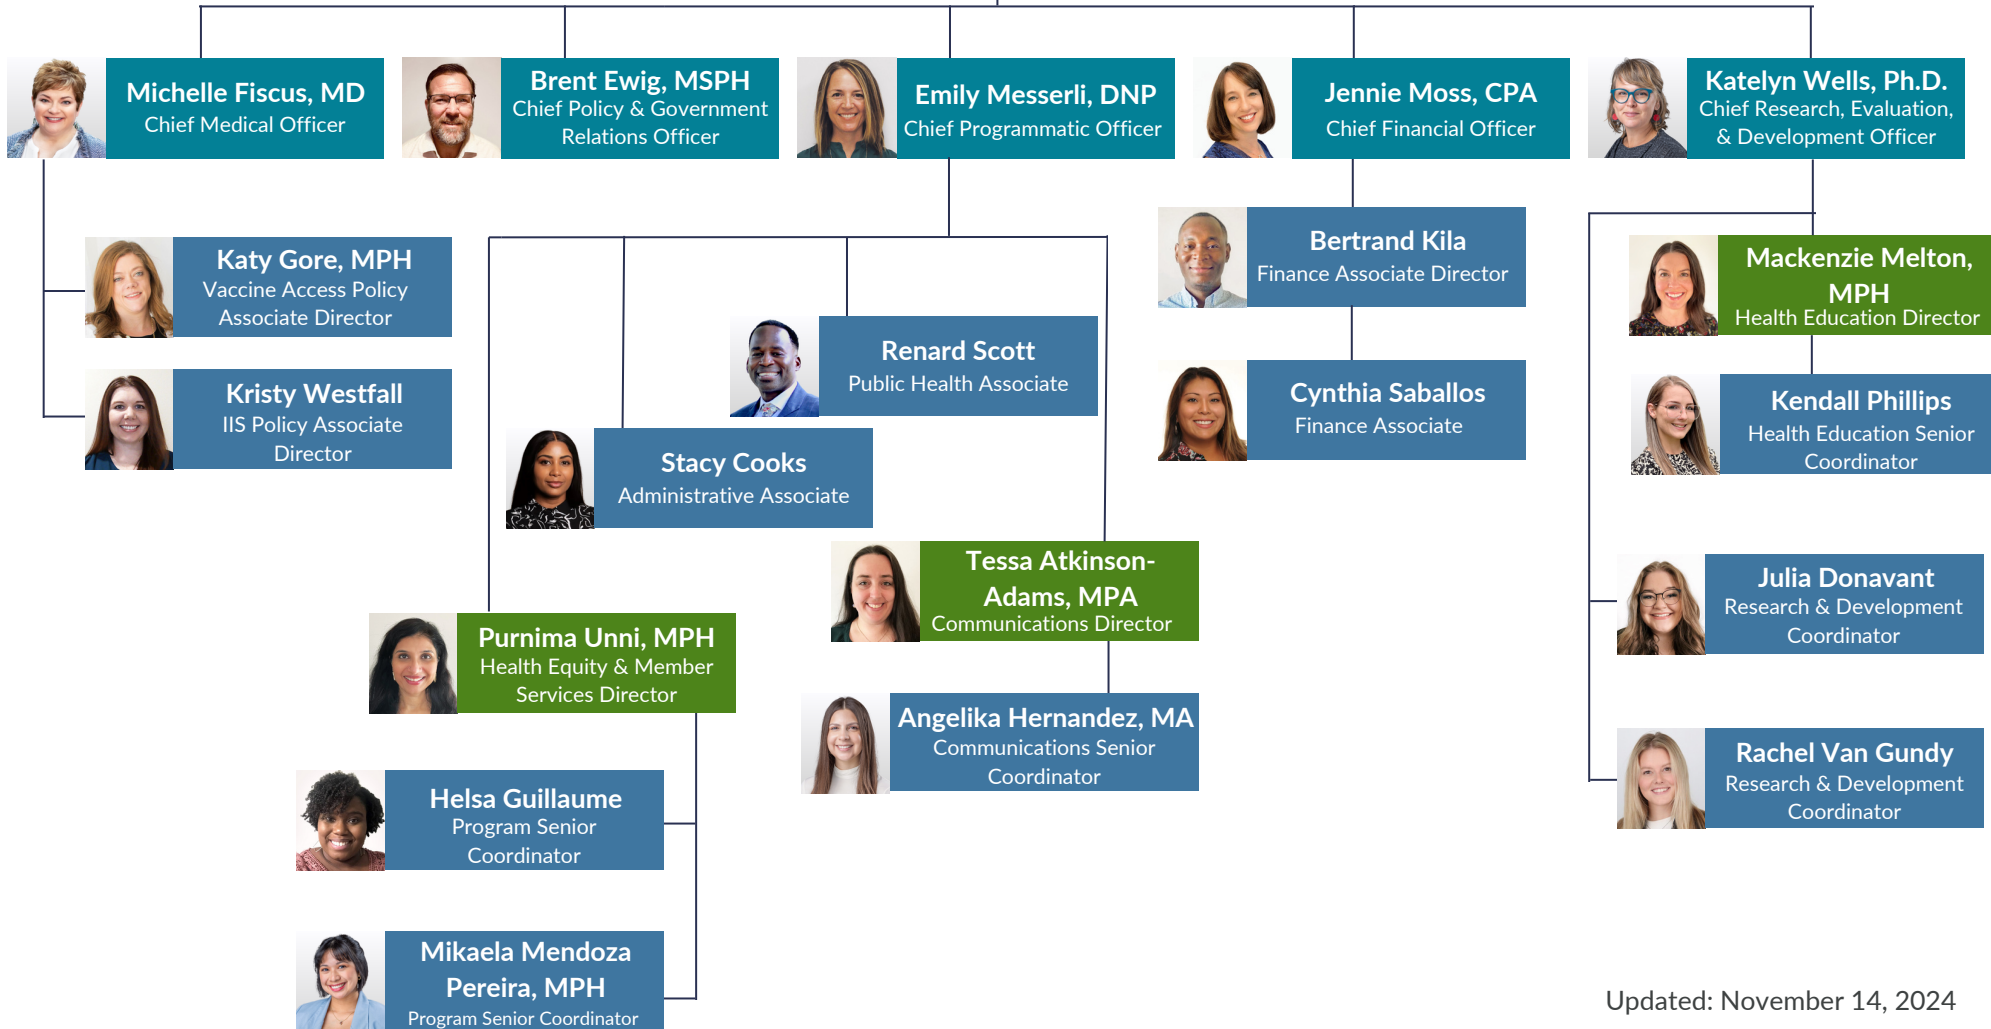 Michelle Fiscus, MD
Chief Medical Officer
Brent Ewig, MSPH
Chief Policy & Government
Relations Officer
Emily Messerli, DNP
Chief Programmatic Officer
Jennie Moss, CPA
Chief Financial Officer
Katelyn Wells, Ph.D.
Chief Research, Evaluation,
& Development Officer
Katy Gore, MPH
Vaccine Access Policy
Associate Director
Kristy Westfall
IIS Policy Associate
Director
Renard Scott
Public Health Associate
Stacy Cooks
Administrative Associate
Tessa Atkinson-
Adams, MPA
Communications Director
Angelika Hernandez, MA
Communications Senior
Coordinator
Purnima Unni, MPH
Health Equity & Member
Services Director
Helsa Guillaume
Program Senior
Coordinator
Mikaela Mendoza
Pereira, MPH
Program Senior Coordinator
Bertrand Kila
Finance Associate Director
Cynthia Saballos
Finance Associate
Mackenzie Melton,
MPH
Health Education Director
Kendall Phillips
Health Education Senior
Coordinator
Julia Donavant
Research & Development
Coordinator
Rachel Van Gundy
Research & Development
Coordinator
Updated: November 14, 2024